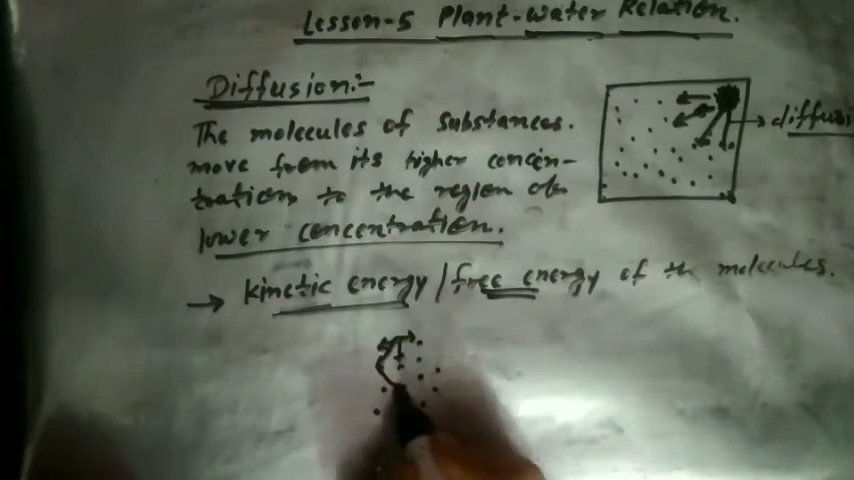 Lesson-5 Plant-water Relation.
Diffusion:-
The molecules of substances.
move from its higher concen-
tration to the region of
lower concentration.
→ kinetic energy/free energy of the molecules.
diffusi